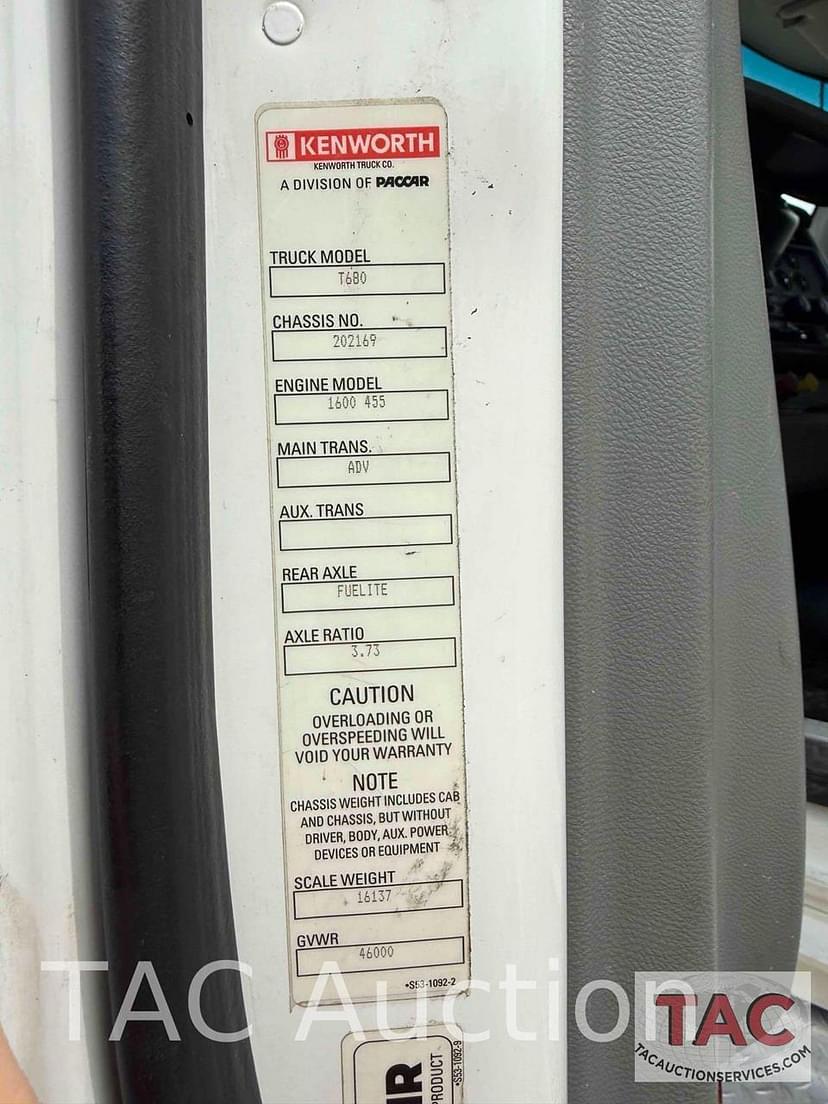 KENWORTH
KENWORTH TRUCK CO.
A DIVISION OF PACCAR
TRUCK MODEL
T680
CHASSIS NO.
202169
ENGINE MODEL
1600 455
MAIN TRANS.
ADV
AUX. TRANS
REAR AXLE
FUELITE
AXLE RATIO
3.73
CAUTION
OVERLOADING OR
OVERSPEEDING WILL
VOID YOUR WARRANTY
NOTE
CHASSIS WEIGHT INCLUDES CAB
AND CHASSIS, BUT WITHOUT
DRIVER, BODY, AUX. POWER
DEVICES OR EQUIPMENT
SCALE WEIGHT
16137
GVWR
46000
•S53-1092-2
TAC Auction
TAC
TACAUCTIONSERVICES.COM
PRODUCT
•S53-1092-9